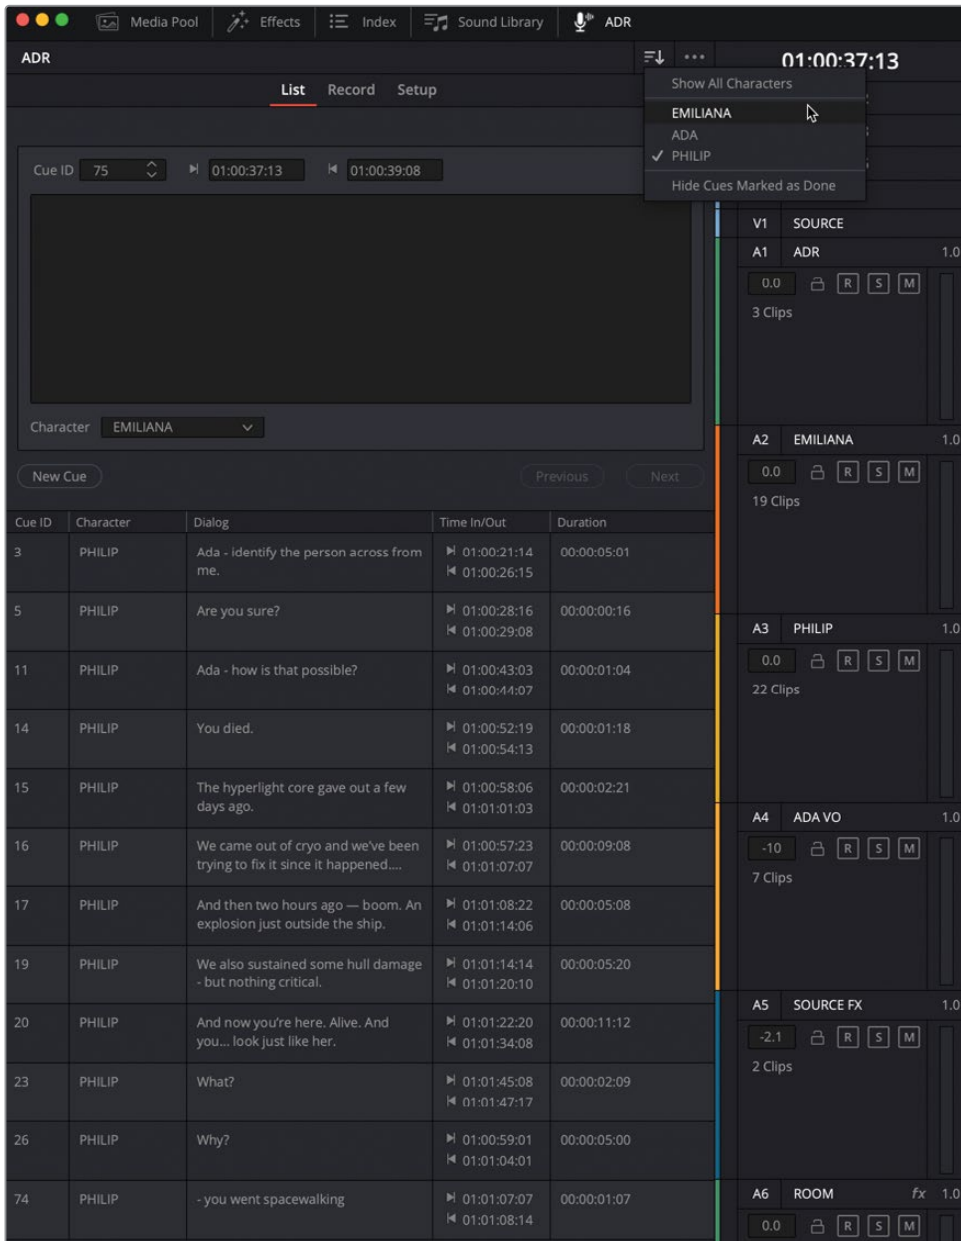 Media Pool Effects Index Sound Library ADR
ADR ••• 01:00:37:13
List Record Setup
Show All Characters
EMILIANA
ADA
PHILIP
Hide Cues Marked as Done
Cue ID 75 01:00:37:13 01:00:39:08
Character EMILIANA
New Cue Previous Next
Cue ID Character Dialog Time In/Out Duration
3 PHILIP Ada - identify the person across from 01:00:21:14 00:00:05:01
me. 01:00:26:15
5 PHILIP Are you sure? 01:00:28:16 00:00:00:16
01:00:29:08
11 PHILIP Ada - how is that possible? 01:00:43:03 00:00:01:04
01:00:44:07
14 PHILIP You died. 01:00:52:19 00:00:01:18
01:00:54:13
15 PHILIP The hyperlight core gave out a few 01:00:58:06 00:00:02:21
days ago. 01:01:01:03
16 PHILIP We came out of cryo and we've been 01:00:57:23 00:00:09:08
trying to fix it since it happened.... 01:01:07:07
17 PHILIP And then two hours ago — boom. An 01:01:08:22 00:00:05:08
explosion just outside the ship. 01:01:14:06
19 PHILIP We also sustained some hull damage 01:01:14:14 00:00:05:20
- but nothing critical. 01:01:20:10
20 PHILIP And now you're here. Alive. And 01:01:22:20 00:00:11:12
you... look just like her. 01:01:34:08
23 PHILIP What? 01:01:45:08 00:00:02:09
01:01:47:17
26 PHILIP Why? 01:00:59:01 00:00:05:00
01:01:04:01
74 PHILIP - you went spacewalking 01:01:07:07 00:00:01:07
01:01:08:14
V1 SOURCE
A1 ADR 1.0
0.0 R S M
3 Clips
A2 EMILIANA 1.0
0.0 R S M
19 Clips
A3 PHILIP 1.0
0.0 R S M
22 Clips
A4 ADA VO 1.0
-10 R S M
7 Clips
A5 SOURCE FX 1.0
-2.1 R S M
2 Clips
A6 ROOM fx 1.0
0.0 R S M